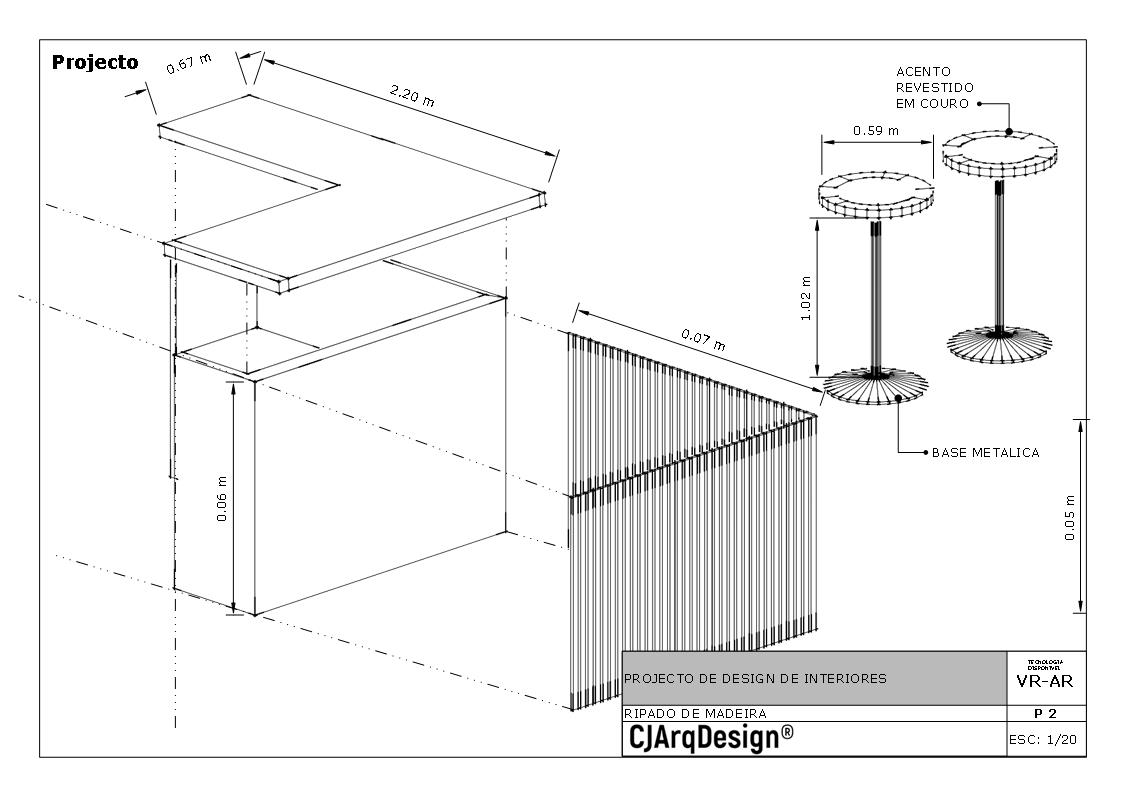 Projecto
0.67 m
2.20 m
ACENTO
REVESTIDO
EM COURO
0.59 m
1.02 m
0.07 m
BASE METALICA
0.06 m
0.05 m
PROJECTO DE DESIGN DE INTERIORES
TECNOLOGIA
DISPONTVEL
VR-AR
RIPADO DE MADEIRA
P 2
CJArqDesign®
ESC: 1/20